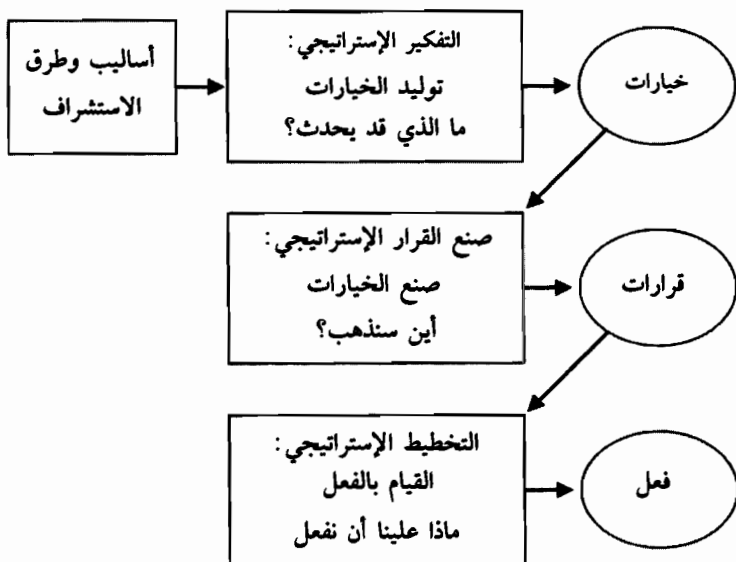 أساليب وطرق
الاستشراف
التفكير الإستراتيجي:
توليد الخيارات
ما الذي قد يحدث؟
خيارات
صنع القرار الإستراتيجي:
صنع الخيارات
أين سنذهب؟
قرارات
التخطيط الإستراتيجي:
القيام بالفعل
ماذا علينا أن نفعل
فعل